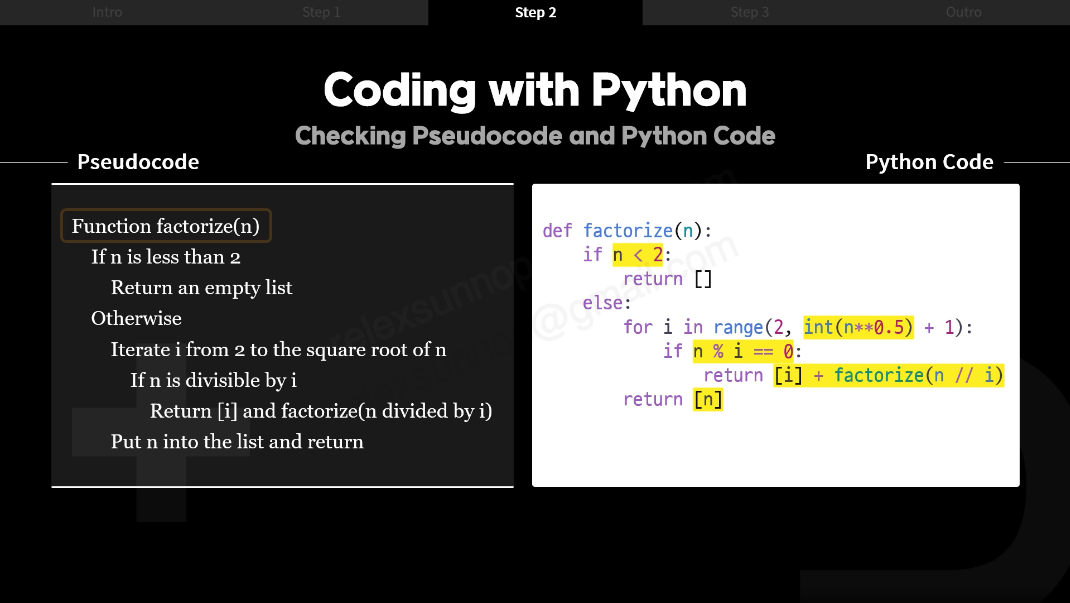 Intro Step 1 Step 2 Step 3 Outro
Coding with Python
Checking Pseudocode and Python Code
Pseudocode
Function factorize(n)
If n is less than 2
Return an empty list
Otherwise
Iterate i from 2 to the square root of n
If n is divisible by i
Return [i] and factorize(n divided by i)
Put n into the list and return
Python Code
def factorize(n):
if n < 2:
return []
else:
for i in range(2, int(n**0.5) + 1):
if n % i == 0:
return [i] + factorize(n // i)
return [n]
@gmail.com